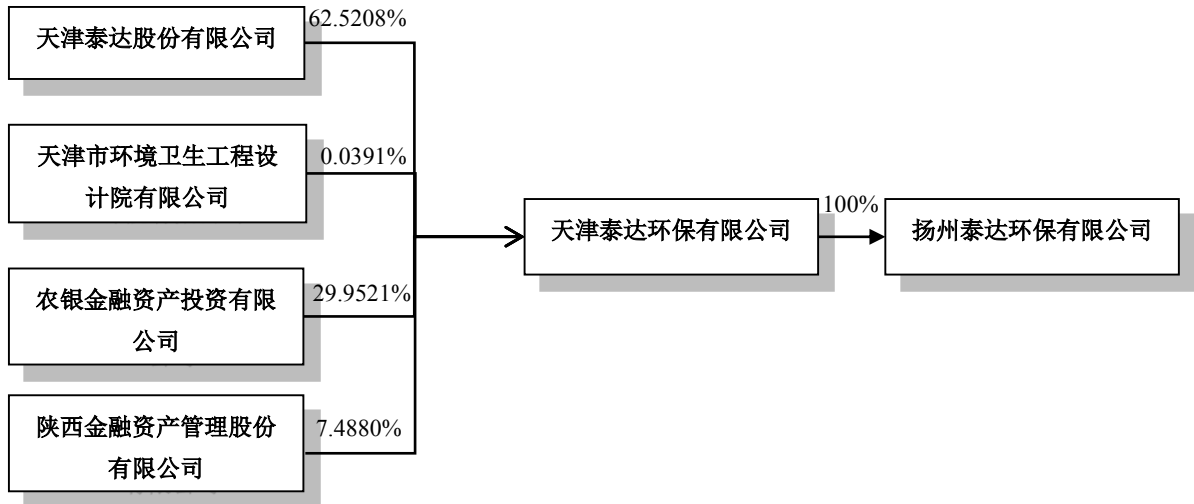 天津泰达股份有限公司
62.5208%
天津市环境卫生工程设
计院有限公司
0.0391%
农银金融资产投资有限
公司
29.9521%
陕西金融资产管理股份
有限公司
7.4880%
天津泰达环保有限公司
100%
扬州泰达环保有限公司